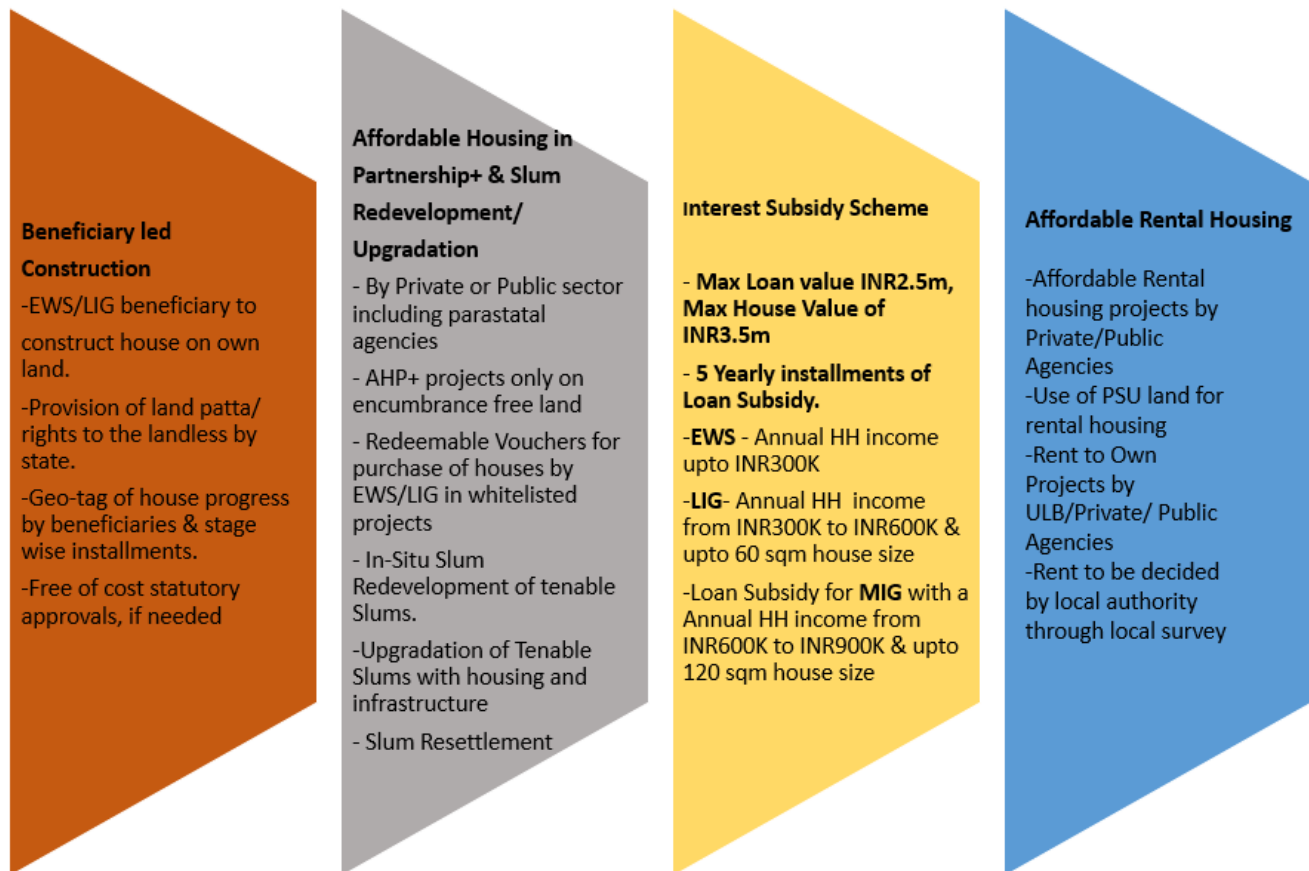 Beneficiary led
Construction
-EWS/LIG beneficiary to
construct house on own
land.
-Provision of land patta/
rights to the landless by
state.
-Geo-tag of house progress
by beneficiaries & stage
wise installments.
-Free of cost statutory
approvals, if needed
Affordable Housing in
Partnership+ & Slum
Redevelopment/
Upgradation
- By Private or Public sector
including parastatal
agencies
- AHP+ projects only on
encumbrance free land
- Redeemable Vouchers for
purchase of houses by
EWS/LIG in whitelisted
projects
- In-Situ Slum
Redevelopment of tenable
Slums.
-Upgradation of Tenable
Slums with housing and
infrastructure
- Slum Resettlement
Interest Subsidy Scheme
- Max Loan value INR2.5m,
Max House Value of
INR3.5m
- 5 Yearly installments of
Loan Subsidy.
-EWS - Annual HH income
upto INR300K
-LIG- Annual HH income
from INR300K to INR600K &
upto 60 sqm house size
-Loan Subsidy for MIG with a
Annual HH income from
INR600K to INR900K & upto
120 sqm house size
Affordable Rental Housing
-Affordable Rental
housing projects by
Private/Public
Agencies
-Use of PSU land for
rental housing
-Rent to Own
Projects by
ULB/Private/ Public
Agencies
-Rent to be decided
by local authority
through local survey